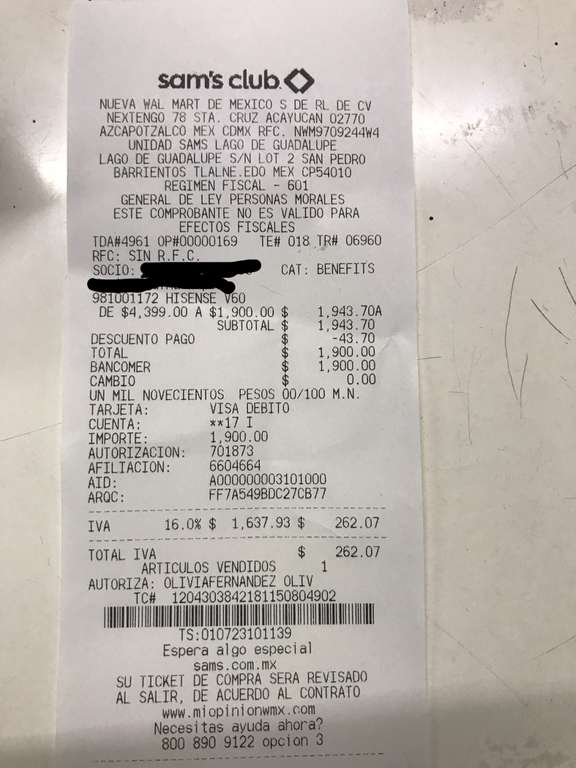 sam's club
NUEVA WAL MART DE MEXICO S DE RL DE CV
NEXTENGO 78 STA. CRUZ ACAYUCAN 02770
AZCAPOTZALCO MEX CDMX RFC. NWM9709244W4
UNIDAD SAMS LAGO DE GUADALUPE
LAGO DE GUADALUPE S/N LOT 2 SAN PEDRO
BARRIENTOS TLALNE.EDO MEX CP54010
REGIMEN FISCAL - 601
GENERAL DE LEY PERSONAS MORALES
ESTE COMPROBANTE NO ES VALIDO PARA
EFECTOS FISCALES
TDA#4961 OP#00000169 TE# 018 TR# 06960
RFC: SIN R.F.C.
SOCIO: CAT: BENEFITS
981001172 HISENSE V60
DE $4,399.00 A $1,900.00 $ 1,943.70A
SUBTOTAL $ 1,943.70
DESCUENTO PAGO $ -43.70
TOTAL $ 1,900.00
BANCOMER $ 1,900.00
CAMBIO $ 0.00
UN MIL NOVECIENTOS PESOS 00/100 M.N.
TARJETA: VISA DEBITO
CUENTA: **17 I
IMPORTE: 1,900.00
AUTORIZACION: 701873
AFILIACION: 6604664
AID: A000000003101000
ARQC: FF7A549BDC27CB77
IVA 16.0% $ 1,637.93 $ 262.07
TOTAL IVA $ 262.07
ARTICULOS VENDIDOS 1
AUTORIZA: OLIVIAFERNANDEZ OLIV
TC# 1204303842181150804902
TS:010723101139
Espera algo especial
sams.com.mx
SU TICKET DE COMPRA SERA REVISADO
AL SALIR, DE ACUERDO AL CONTRATO
www.miopinionwmx.com
Necesitas ayuda ahora?
800 890 9122 opcion 3